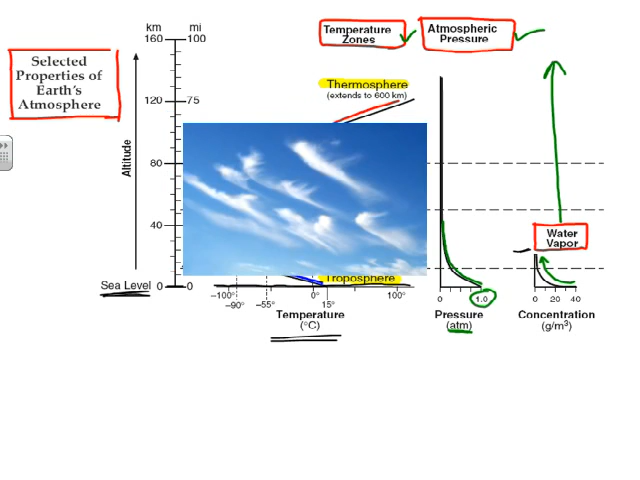 Selected
Properties of
Earth's
Atmosphere
km
mi
160
100
120
75
80
40
0
0
Altitude
Sea Level
Temperature
Zones
Atmospheric
Pressure
Thermosphere
(extends to 600 km)
Troposphere
–100°
–90°
–55°
0°
15°
100°
Temperature
(°C)
0
1.0
Pressure
(atm)
Water
Vapor
0 20 40
Concentration
(g/m³)